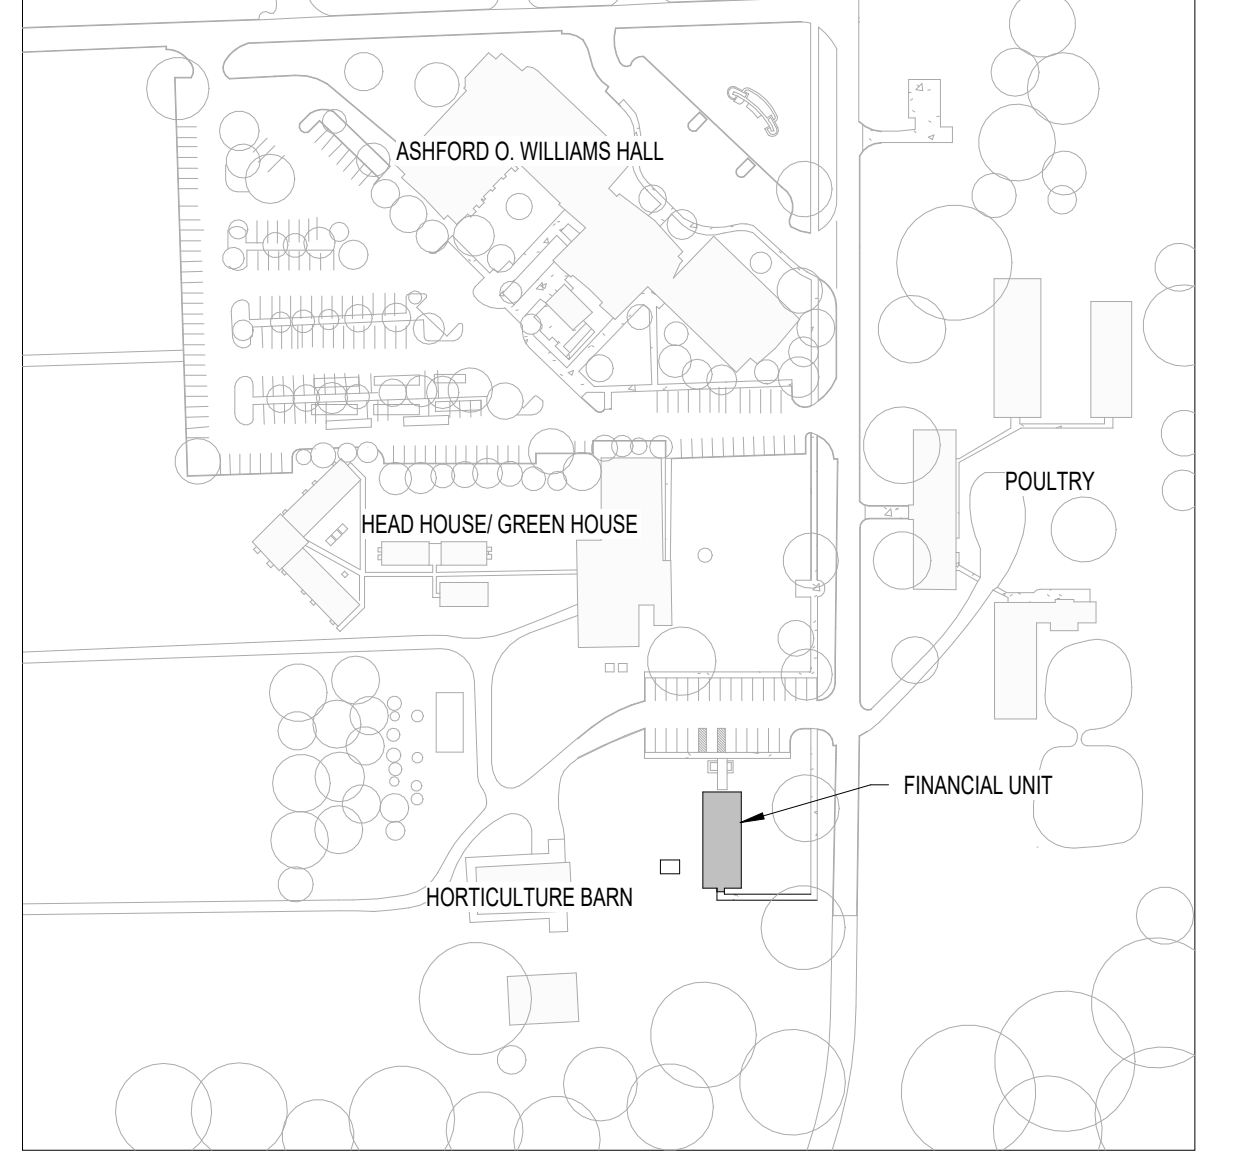 ASHFORD O. WILLIAMS HALL
POULTRY
HEAD HOUSE/ GREEN HOUSE
FINANCIAL UNIT
HORTICULTURE BARN